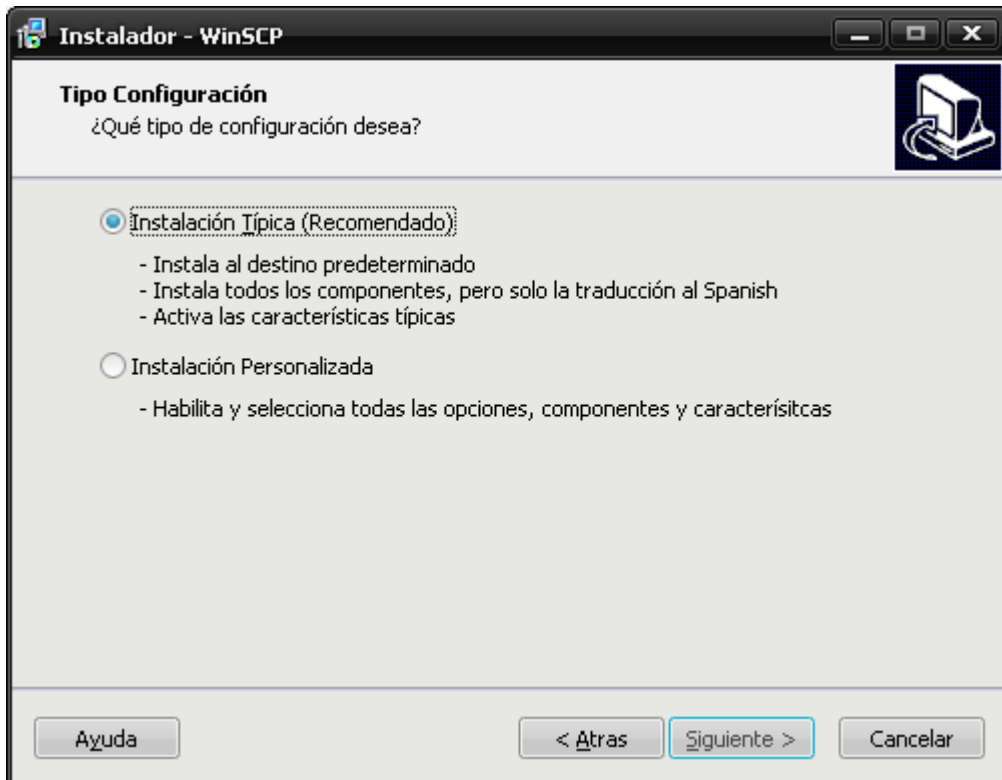 Instalador - WinSCP
Tipo Configuración
¿Qué tipo de configuración desea?
Instalación Típica (Recomendado)
- Instala al destino predeterminado
- Instala todos los componentes, pero solo la traducción al Spanish
- Activa las características típicas
Instalación Personalizada
- Habilita y selecciona todas las opciones, componentes y caracterísitcas
Ayuda
< Atras
Siguiente >
Cancelar